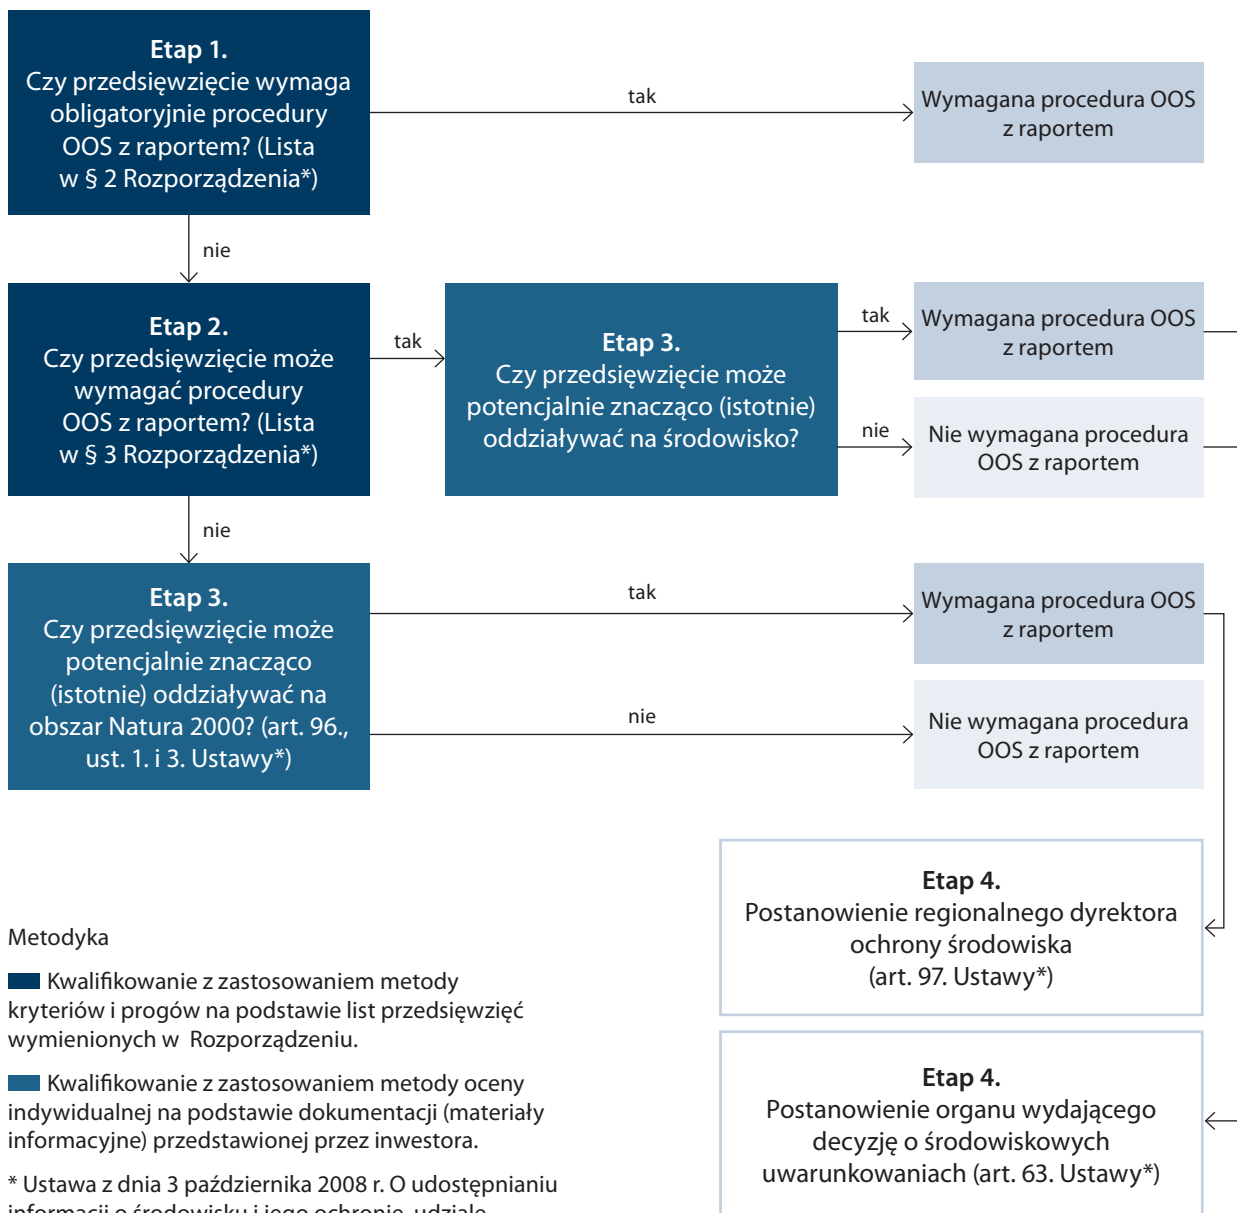 Etap 1.
Czy przedsięwzięcie wymaga
obligatoryjnie procedury
OOS z raportem? (Lista
w § 2 Rozporządzenia*)
tak
Wymagana procedura OOS
z raportem
nie
Etap 2.
Czy przedsięwzięcie może
wymagać procedury
OOS z raportem? (Lista
w § 3 Rozporządzenia*)
tak
Etap 3.
Czy przedsięwzięcie może
potencjalnie znacząco (istotnie)
oddziaływać na środowisko?
tak
Wymagana procedura OOS
z raportem
nie
Nie wymagana procedura
OOS z raportem
nie
Etap 3.
Czy przedsięwzięcie może
potencjalnie znacząco
(istotnie) oddziaływać na
obszar Natura 2000? (art. 96.,
ust. 1. i 3. Ustawy*)
tak
Wymagana procedura OOS
z raportem
nie
Nie wymagana procedura
OOS z raportem
Etap 4.
Postanowienie regionalnego dyrektora
ochrony środowiska
(art. 97. Ustawy*)
Etap 4.
Postanowienie organu wydającego
decyzję o środowiskowych
uwarunkowaniach (art. 63. Ustawy*)
Metodyka
Kwalifikowanie z zastosowaniem metody
kryteriów i progów na podstawie list przedsięwzięć
wymienionych w Rozporządzeniu.
Kwalifikowanie z zastosowaniem metody oceny
indywidualnej na podstawie dokumentacji (materiały
informacyjne) przedstawionej przez inwestora.
* Ustawa z dnia 3 października 2008 r. O udostępnianiu
informacji o środowisku i jego ochronie, udziale